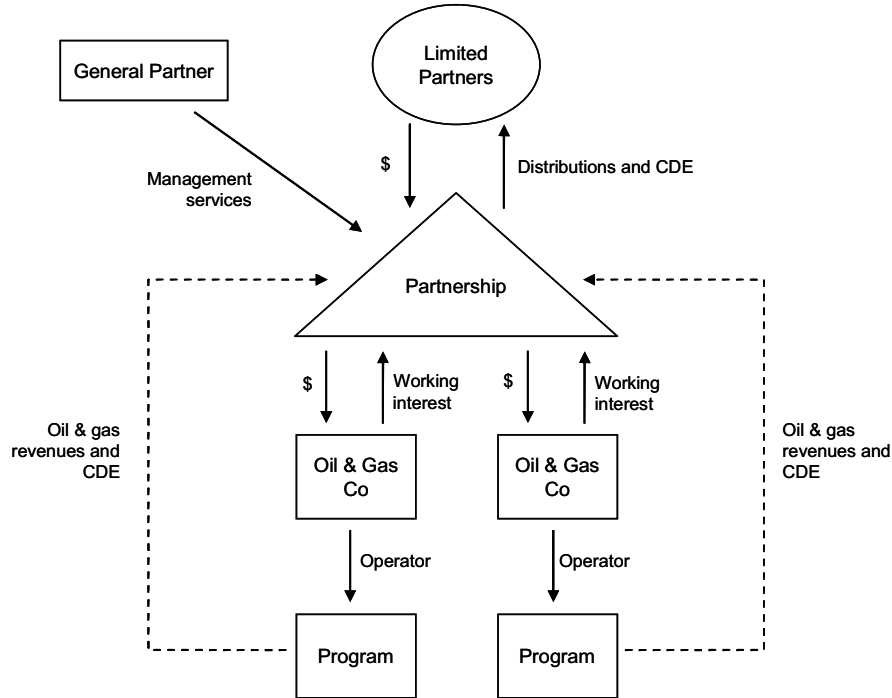 General Partner
Limited
Partners
Management
services
$
Distributions and CDE
Partnership
$
Working
interest
$
Working
interest
Oil & gas
revenues and
CDE
Oil & Gas
Co
Oil & Gas
Co
Oil & gas
revenues and
CDE
Operator
Operator
Program
Program